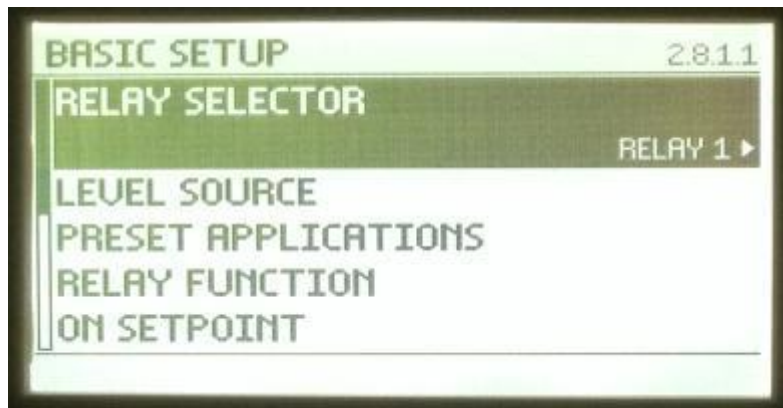 BASIC SETUP 2.8.1.1
RELAY SELECTOR
RELAY 1 ►
LEVEL SOURCE
PRESET APPLICATIONS
RELAY FUNCTION
ON SETPOINT